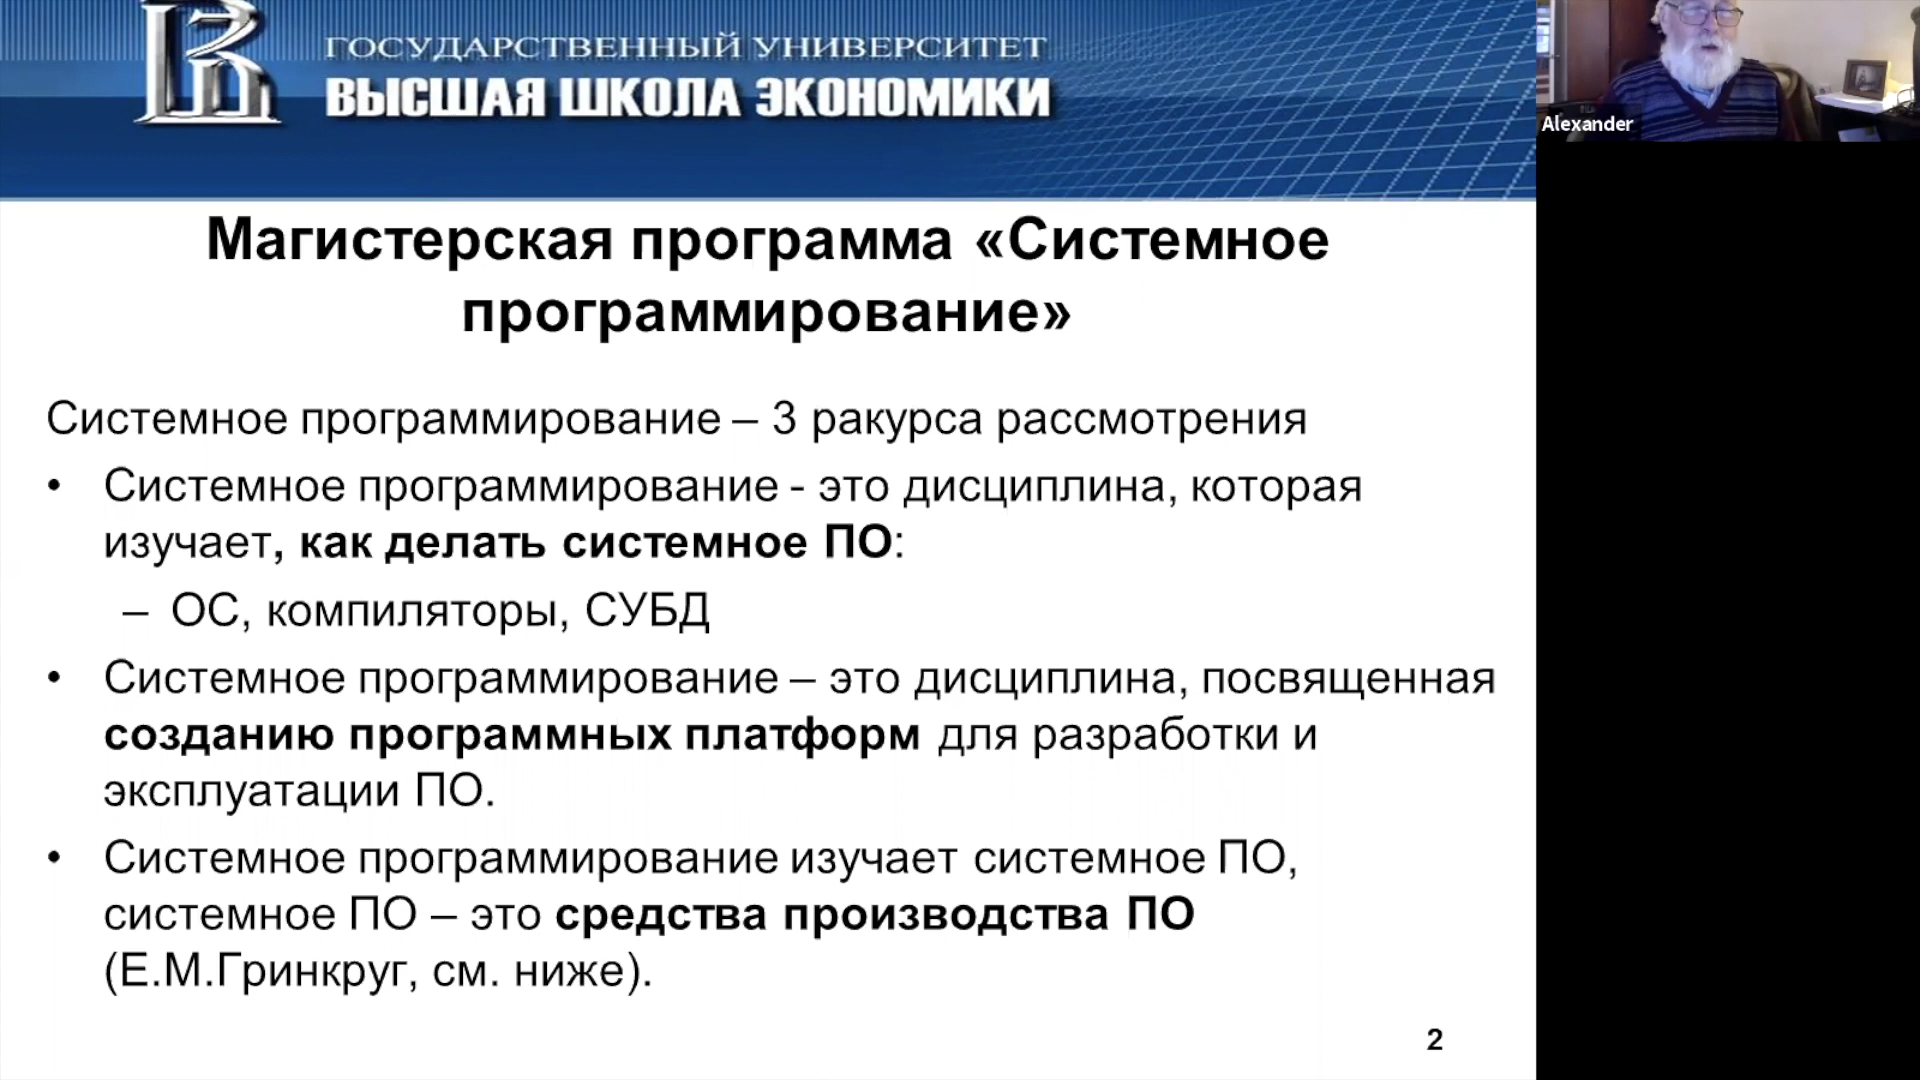 ГОСУДАРСТВЕННЫЙ УНИВЕРСИТЕТ
ВЫСШАЯ ШКОЛА ЭКОНОМИКИ
Alexander
Магистерская программа «Системное
программирование»
Системное программирование – 3 ракурса рассмотрения
• Системное программирование - это дисциплина, которая
изучает, как делать системное ПО:
– ОС, компиляторы, СУБД
• Системное программирование – это дисциплина, посвященная
созданию программных платформ для разработки и
эксплуатации ПО.
• Системное программирование изучает системное ПО,
системное ПО – это средства производства ПО
(Е.М.Гринкруг, см. ниже).
2